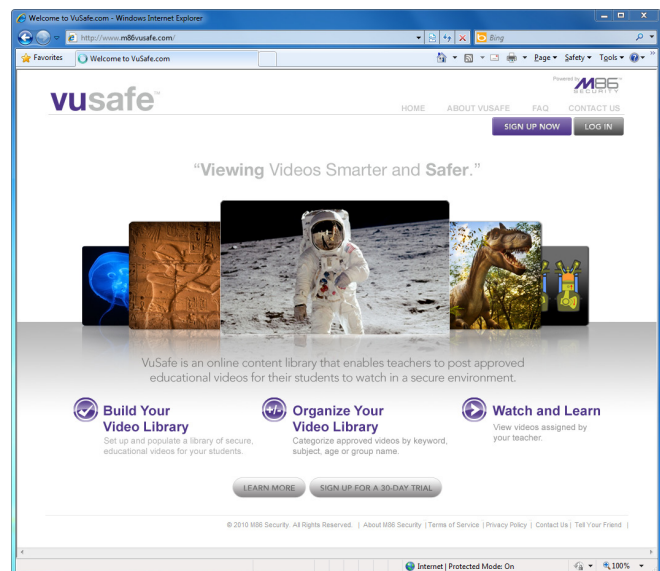 Welcome to VuSafe.com - Windows Internet Explorer
http://www.m86vusafe.com/
Bing
Favorites
Welcome to VuSafe.com
Page
Safety
Tools
Powered by M86
SECURITY
vusafe™
HOME ABOUT VUSAFE FAQ CONTACT US
SIGN UP NOW LOG IN
“Viewing Videos Smarter and Safer.”
VuSafe is an online content library that enables teachers to post approved
educational videos for their students to watch in a secure environment.
Build Your
Video Library
Set up and populate a library of secure,
educational videos for your students.
+/-
Organize Your
Video Library
Categorize approved videos by keyword,
subject, age or group name.
Watch and Learn
View videos assigned by
your teacher.
LEARN MORE SIGN UP FOR A 30-DAY TRIAL
© 2010 M86 Security. All Rights Reserved. | About M86 Security | Terms of Service | Privacy Policy | Contact Us | Tell Your Friend |
Internet | Protected Mode: On 100%